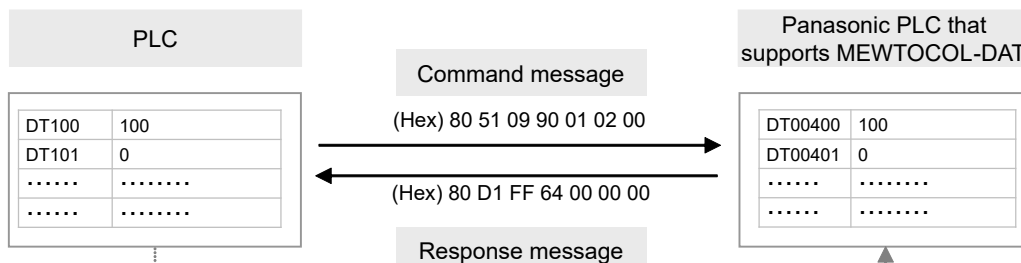 PLC
Panasonic PLC that
supports MEWTOCOL-DAT
Command message
(Hex) 80 51 09 90 01 02 00
DT100 100
DT101 0
...... ........
...... ........
DT00400 100
DT00401 0
...... ........
...... ........
(Hex) 80 D1 FF 64 00 00 00
Response message